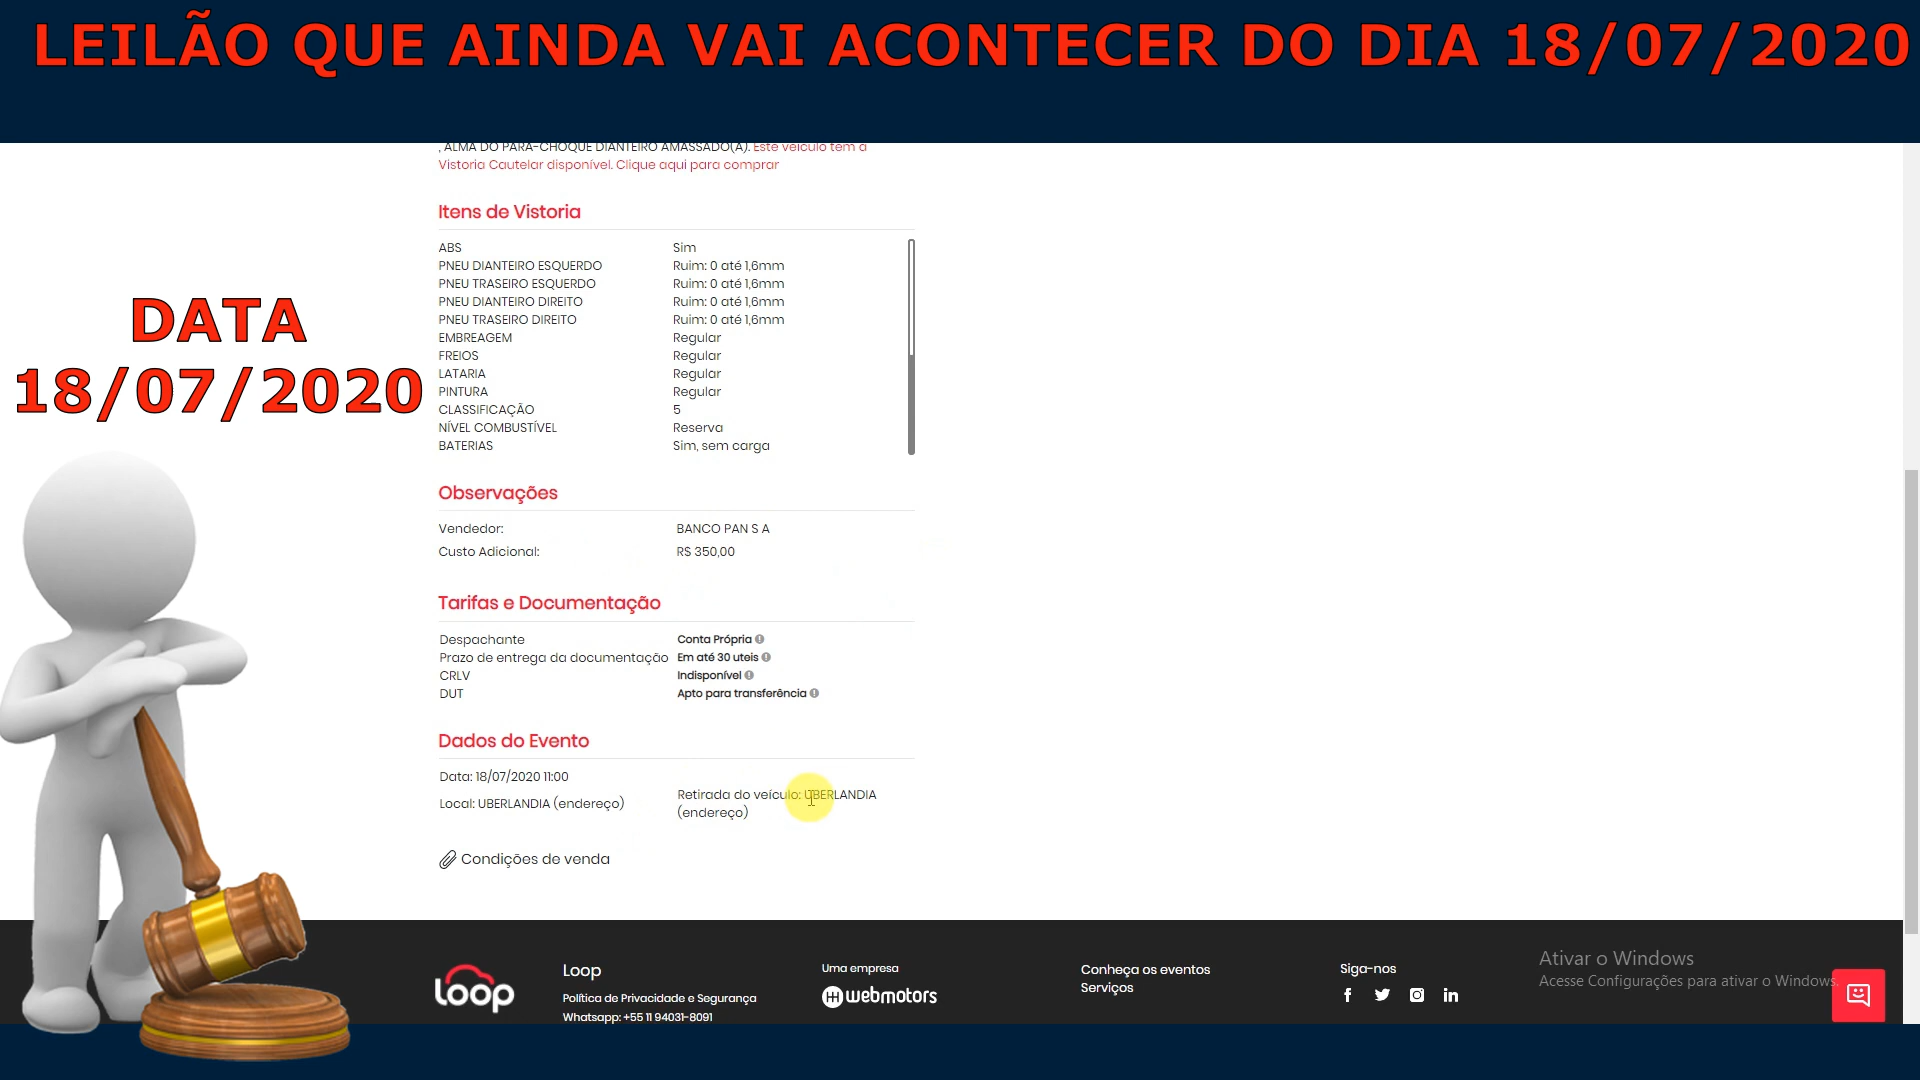 LEILÃO QUE AINDA VAI ACONTECER DO DIA 18/07/2020
, ALMA DO PARA-CHOQUE DIANTEIRO AMASSADO(A). Este veículo tem a
Vistoria Cautelar disponível. Clique aqui para comprar
DATA
18/07/2020
Itens de Vistoria
ABS Sim
PNEU DIANTEIRO ESQUERDO Ruim: 0 até 1,6mm
PNEU TRASEIRO ESQUERDO Ruim: 0 até 1,6mm
PNEU DIANTEIRO DIREITO Ruim: 0 até 1,6mm
PNEU TRASEIRO DIREITO Ruim: 0 até 1,6mm
EMBREAGEM Regular
FREIOS Regular
LATARIA Regular
PINTURA Regular
CLASSIFICAÇÃO 5
NÍVEL COMBUSTÍVEL Reserva
BATERIAS Sim, sem carga
Observações
Vendedor: BANCO PAN S A
Custo Adicional: R$ 350,00
Tarifas e Documentação
Despachante Conta Própria
Prazo de entrega da documentação Em até 30 uteis
CRLV Indisponível
DUT Apto para transferência
Dados do Evento
Data: 18/07/2020 11:00
Local: UBERLANDIA (endereço)
Retirada do veículo: UBERLANDIA
(endereço)
Condições de venda
loop
Loop
Política de Privacidade e Segurança
Whatsapp: +55 11 94031-8091
Uma empresa
webmotors
Conheça os eventos
Serviços
Siga-nos
Ativar o Windows
Acesse Configurações para ativar o Windows.